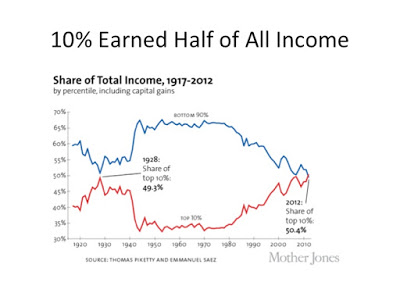 10% Earned Half of All Income
Share of Total Income, 1917-2012
by percentile, including capital gains
70%
65%
60%
55%
50%
45%
40%
35%
30%
BOTTOM 90%
1928:
Share of
top 10%:
49.3%
TOP 10%
2012:
Share of
top 10%:
50.4%
1920 1930 1940 1950 1960 1970 1980 1990 2000 2010
SOURCE: THOMAS PIKETTY AND EMMANUEL SAEZ
Mother Jones